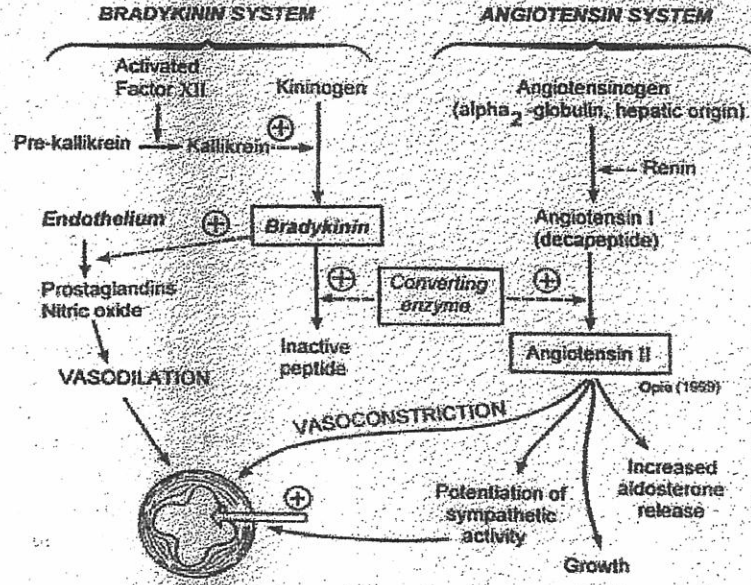 BRADYKININ SYSTEM
Activated
Factor XII
Kininogen
Pre-kallikrein
Kallikrein
+
Endothelium
+
Bradykinin
Prostaglandins
Nitric oxide
VASODILATION
+
Inactive
peptide
Converting
enzyme
+
ANGIOTENSIN SYSTEM
Angiotensinogen
(alpha2-globulin, hepatic origin)
Renin
Angiotensin I
(decapeptide)
Angiotensin II
Opie (1999)
VASOCONSTRICTION
+
Potentiation of
sympathetic
activity
Growth
Increased
aldosterone
release